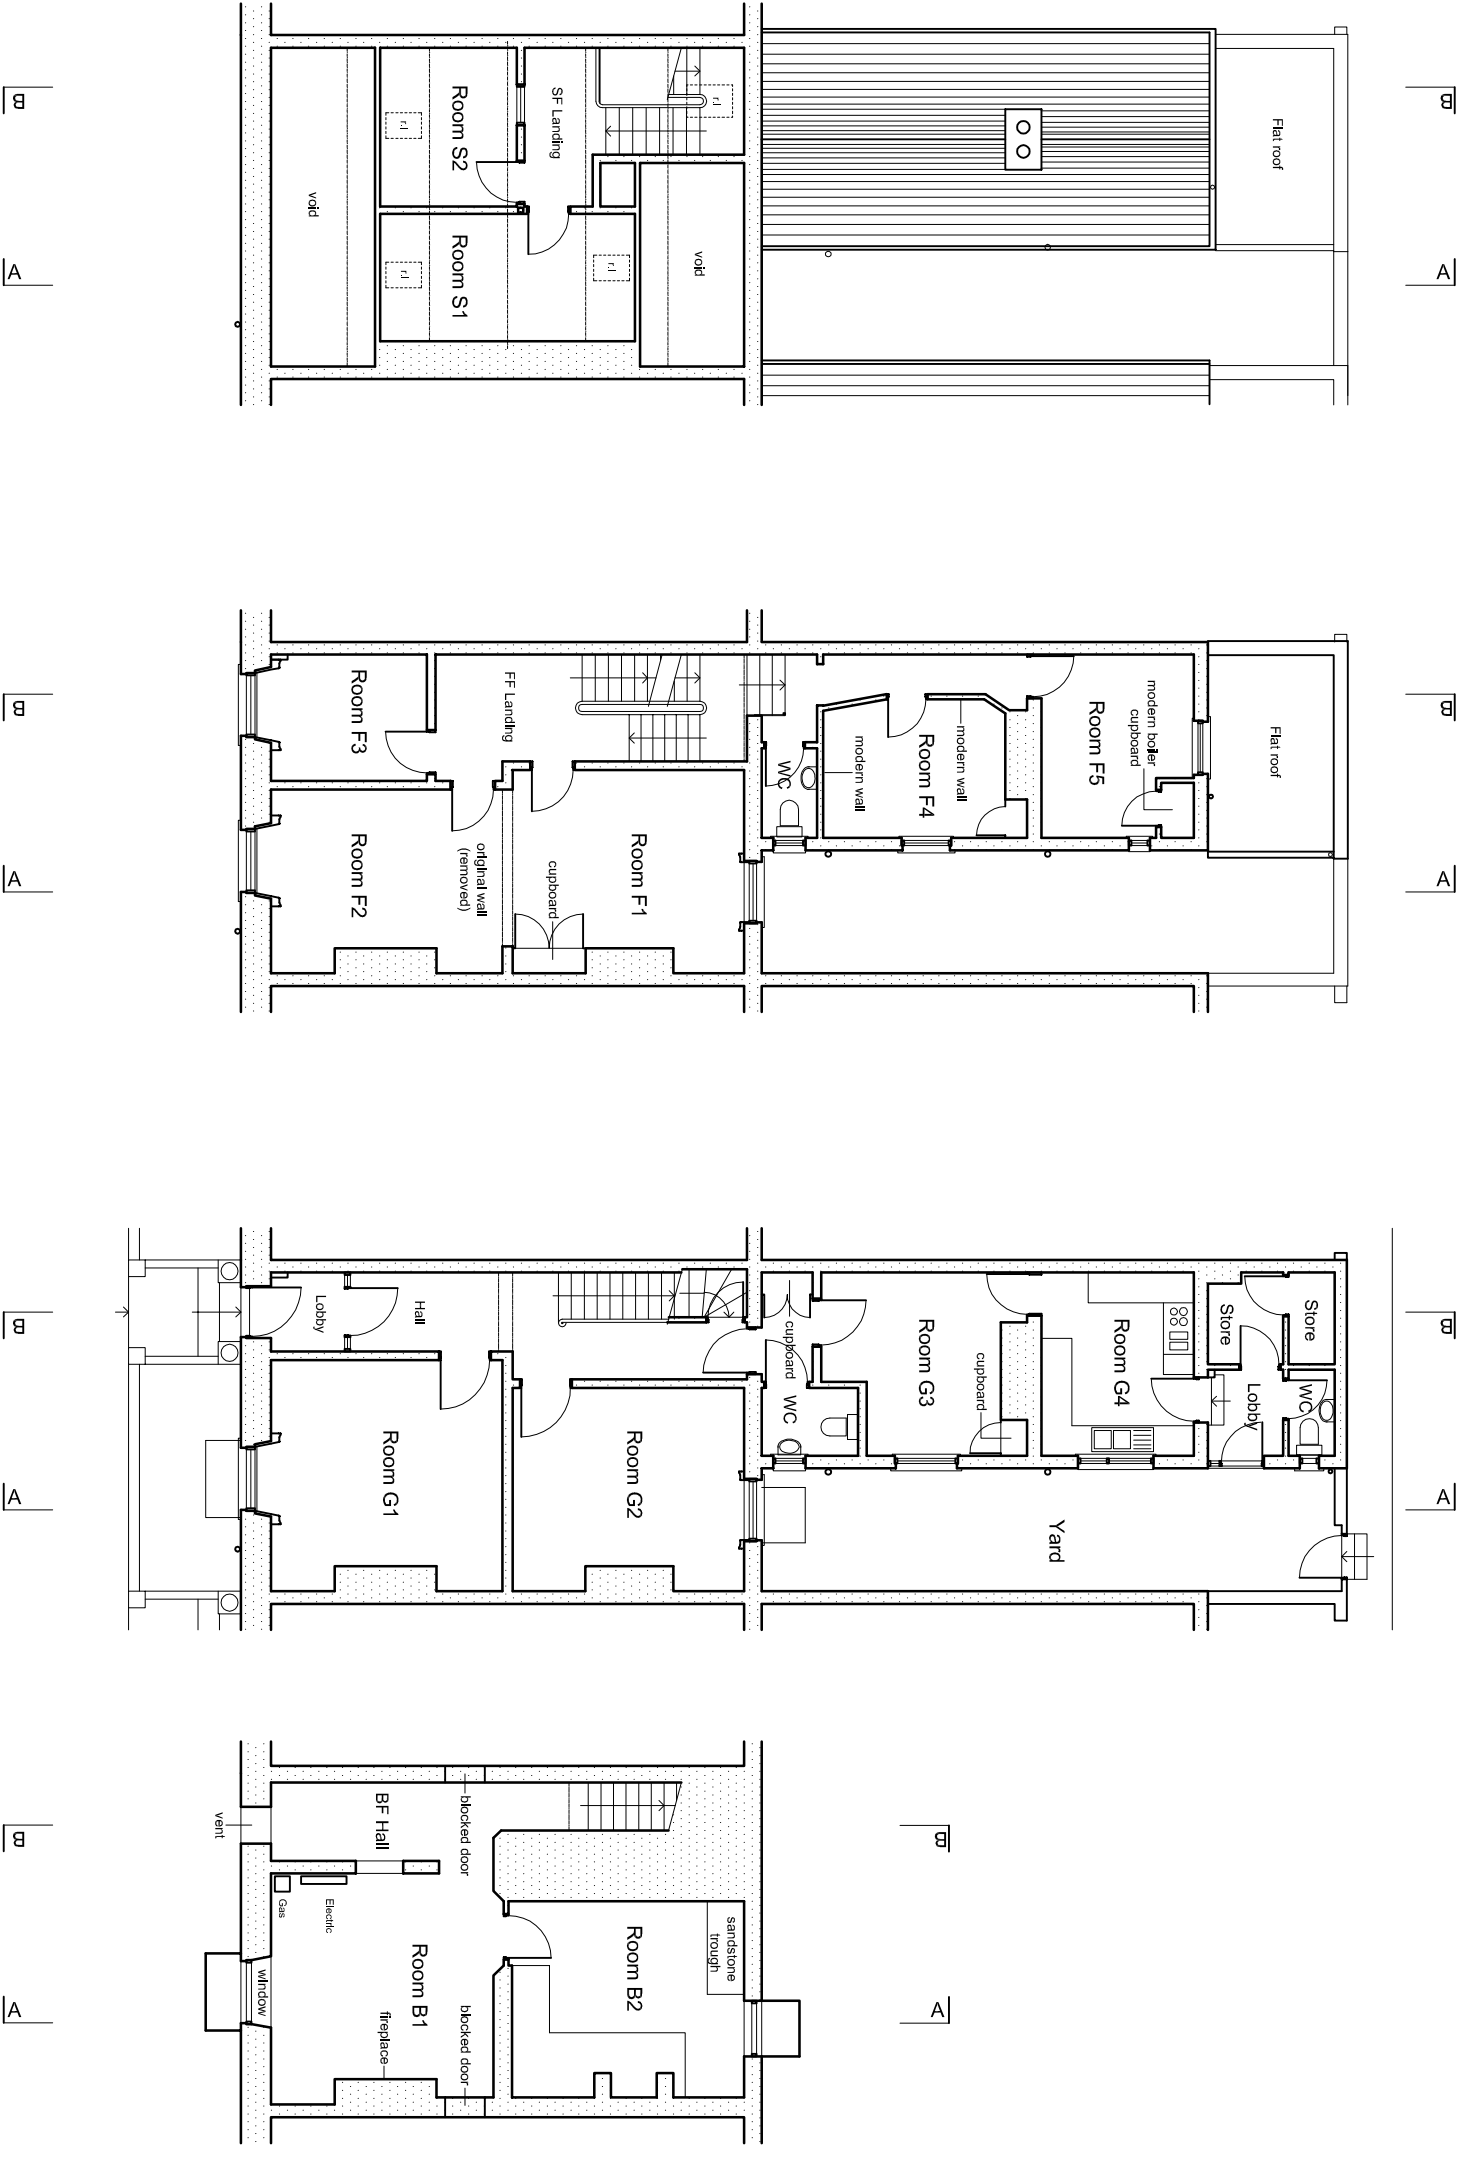 B
B
A
A
Room S2
SF Landing
r.l
r.l
void
Room S1
r.l
r.l
void
Flat roof
B
B
A
A
Room F3
FF Landing
Room F2
original wall
(removed)
cupboard
Room F1
WC
modern wall
Room F4
modern wall
Room F5
modern boiler
cupboard
Flat roof
B
B
A
A
Lobby
Hall
Room G1
Room G2
cupboard
WC
Room G3
cupboard
Room G4
Store
Store
Lobby
WC
Yard
B
B
A
A
vent
BF Hall
blocked door
Gas
Electric
window
Room B1
fireplace
blocked door
Room B2
sandstone
trough